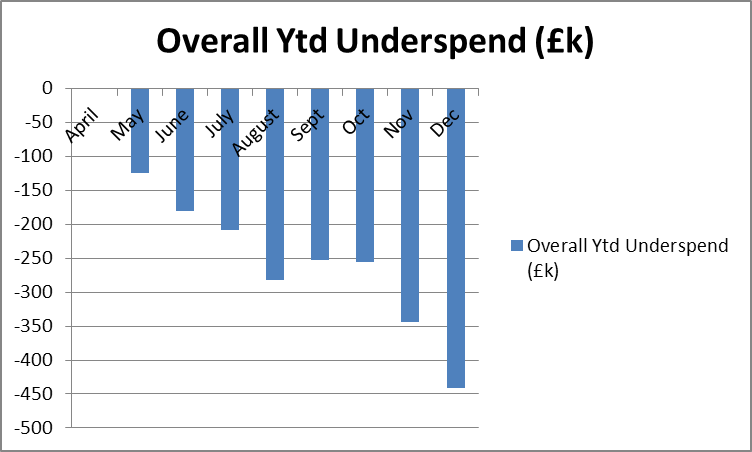 Overall Ytd Underspend (£k)
0
-50
-100
-150
-200
-250
-300
-350
-400
-450
-500
April
May
June
July
August
Sept
Oct
Nov
Dec
Overall Ytd Underspend
(£k)